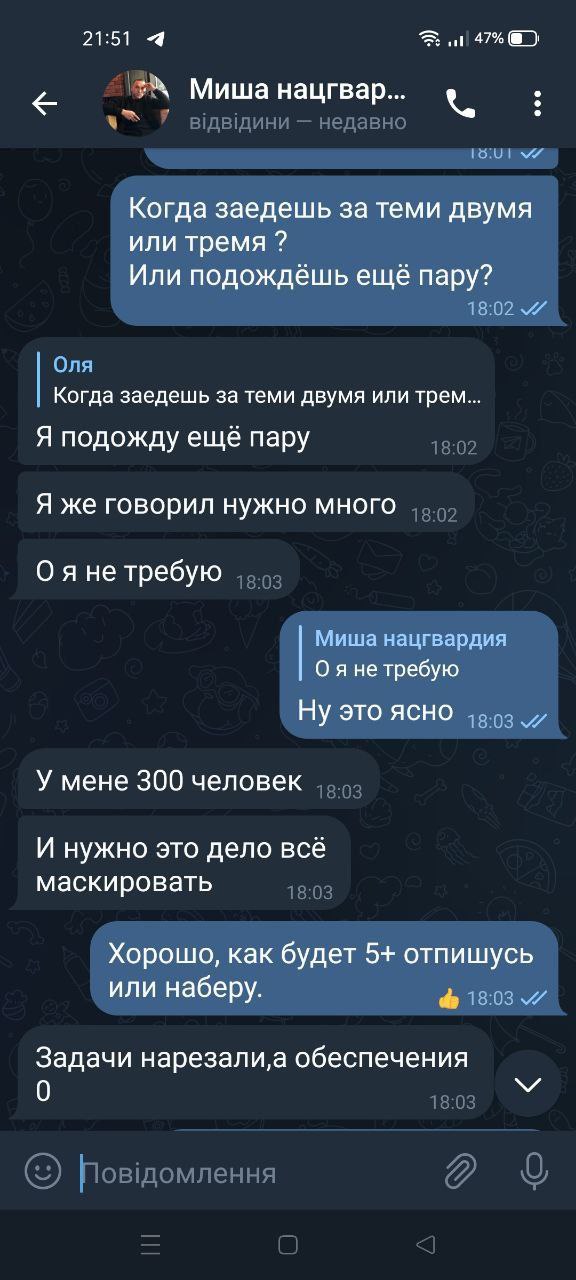 21:51
47%
Миша нацгвар...
відвідини — недавно
18:01
Когда заедешь за теми двумя
или тремя ?
Или подождёшь ещё пару?
18:02
Оля
Когда заедешь за теми двумя или трем...
Я подожду ещё пару
18:02
Я же говорил нужно много
18:02
О я не требую
18:03
Миша нацгвардия
О я не требую
Ну это ясно
18:03
У мене 300 человек
18:03
И нужно это дело всё
маскировать
18:03
Хорошо, как будет 5+ отпишусь
или наберу.
18:03
Задачи нарезали,а обеспечения
0
18:03
Повідомлення